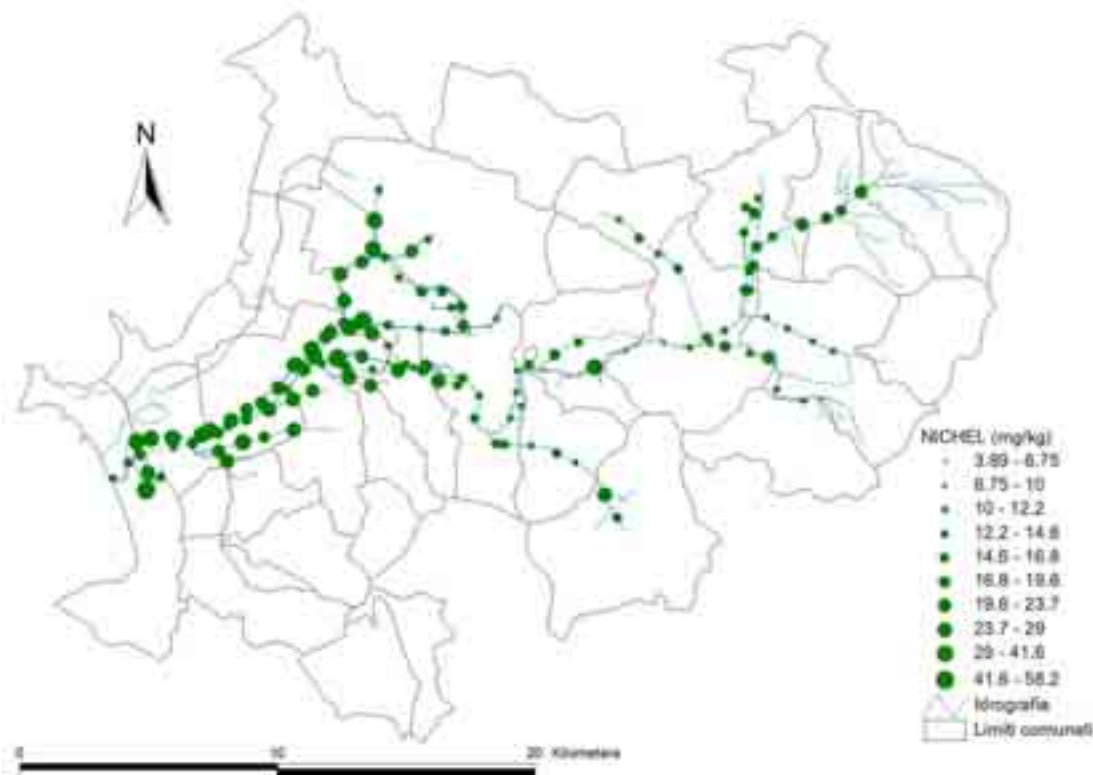 N
NICHEL (mg/kg)
3.89 - 6.75
6.75 - 10
10 - 12.2
12.2 - 14.6
14.6 - 16.8
16.8 - 19.6
19.6 - 23.7
23.7 - 29
29 - 41.6
41.6 - 58.2
Idrografia
Limiti comunali
0 10 20 Kilometers